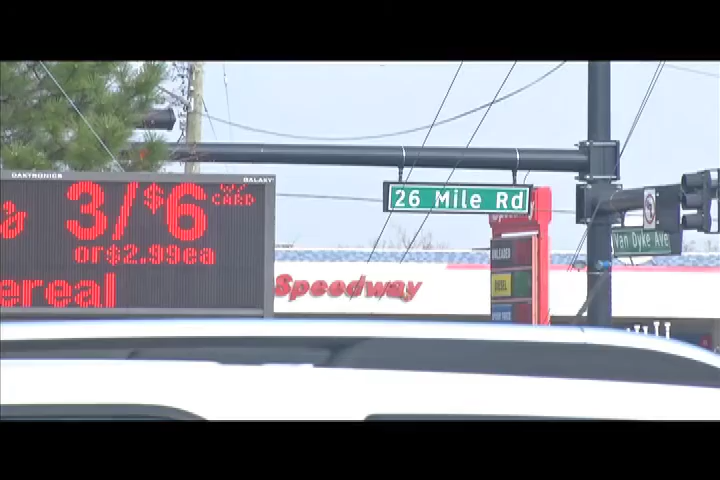 DAKTRONICS
GALAXY
3/$6 W/ CARD
or $2.99ea
ereal
26 Mile Rd
Van Dyke Ave
Speedway
UNLEADED
DIESEL